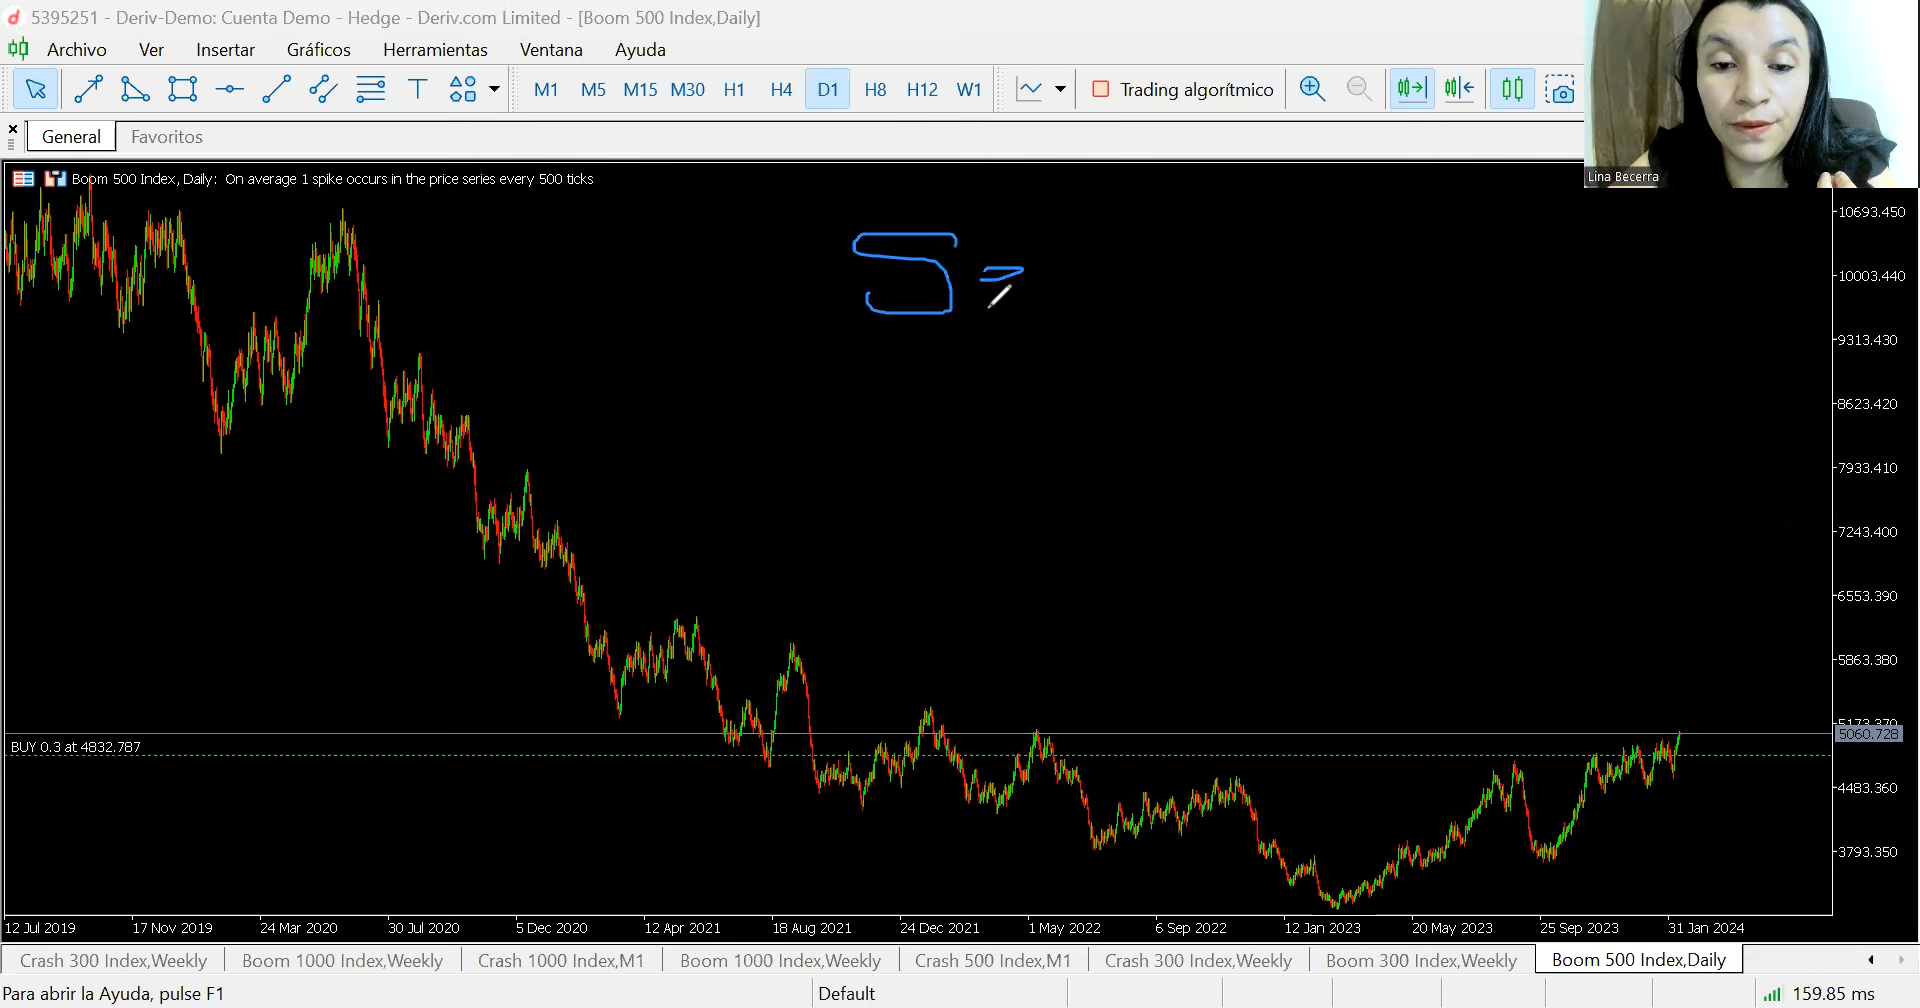 5395251 - Deriv-Demo: Cuenta Demo - Hedge - Deriv.com Limited - [Boom 500 Index,Daily]
Archivo Ver Insertar Gráficos Herramientas Ventana Ayuda
T M1 M5 M15 M30 H1 H4 D1 H8 H12 W1 Trading algorítmico
General Favoritos
Lina Becerra
Boom 500 Index, Daily: On average 1 spike occurs in the price series every 500 ticks
10693.450
S =
10003.440
9313.430
8623.420
7933.410
7243.400
6553.390
5863.380
5173.370
5060.728
BUY 0.3 at 4832.787
4483.360
3793.350
12 Jul 2019 17 Nov 2019 24 Mar 2020 30 Jul 2020 5 Dec 2020 12 Apr 2021 18 Aug 2021 24 Dec 2021 1 May 2022 6 Sep 2022 12 Jan 2023 20 May 2023 25 Sep 2023 31 Jan 2024
Crash 300 Index,Weekly Boom 1000 Index,Weekly Crash 1000 Index,M1 Boom 1000 Index,Weekly Crash 500 Index,M1 Crash 300 Index,Weekly Boom 300 Index,Weekly Boom 500 Index,Daily
Para abrir la Ayuda, pulse F1 Default 159.85 ms